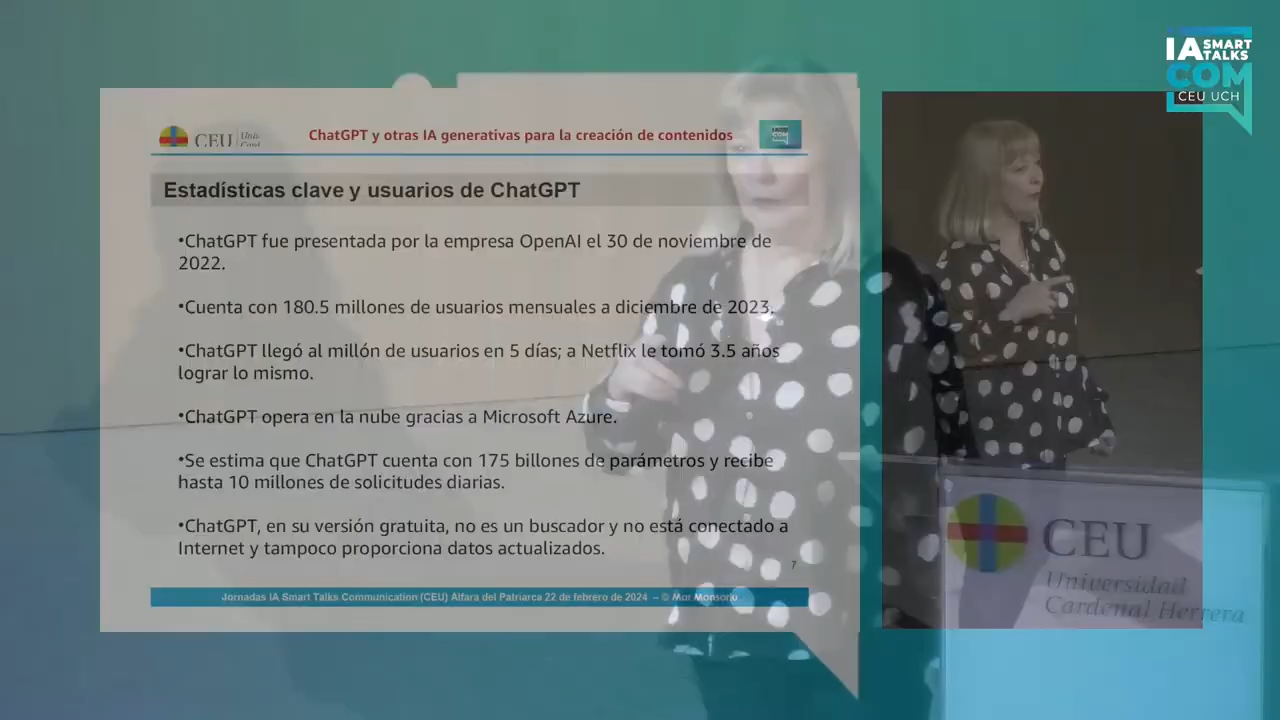 IA SMART TALKS
COM
CEU UCH
CEU
ChatGPT y otras IA generativas para la creación de contenidos
Estadísticas clave y usuarios de ChatGPT
•ChatGPT fue presentada por la empresa OpenAI el 30 de noviembre de
2022.
•Cuenta con 180.5 millones de usuarios mensuales a diciembre de 2023.
•ChatGPT llegó al millón de usuarios en 5 días; a Netflix le tomó 3.5 años
lograr lo mismo.
•ChatGPT opera en la nube gracias a Microsoft Azure.
•Se estima que ChatGPT cuenta con 175 billones de parámetros y recibe
hasta 10 millones de solicitudes diarias.
•ChatGPT, en su versión gratuita, no es un buscador y no está conectado a
Internet y tampoco proporciona datos actualizados.
7
Jornadas IA Smart Talks Communication (CEU) Alfara del Patriarca 22 de febrero de 2024 – © Mar Monsoriu
CEU
Universidad
Cardenal Herrera